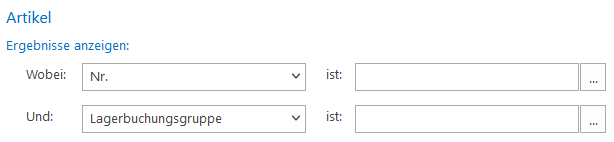 Artikel
Ergebnisse anzeigen:
Wobei: Nr. ist: ...
Und: Lagerbuchungsgruppe ist: ...